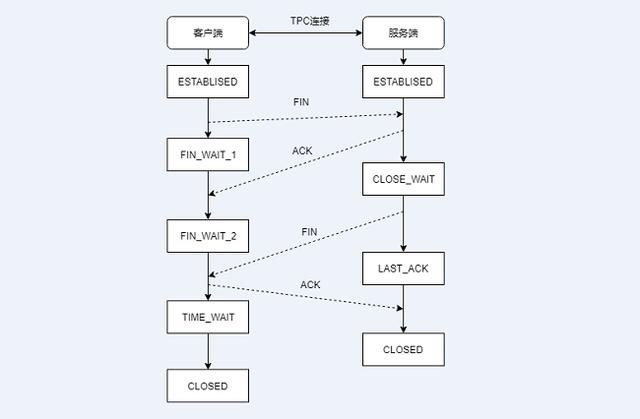 TPC连接
客户端
服务端
ESTABLISED
ESTABLISED
FIN
FIN_WAIT_1
ACK
CLOSE_WAIT
FIN_WAIT_2
FIN
LAST_ACK
ACK
TIME_WAIT
CLOSED
CLOSED